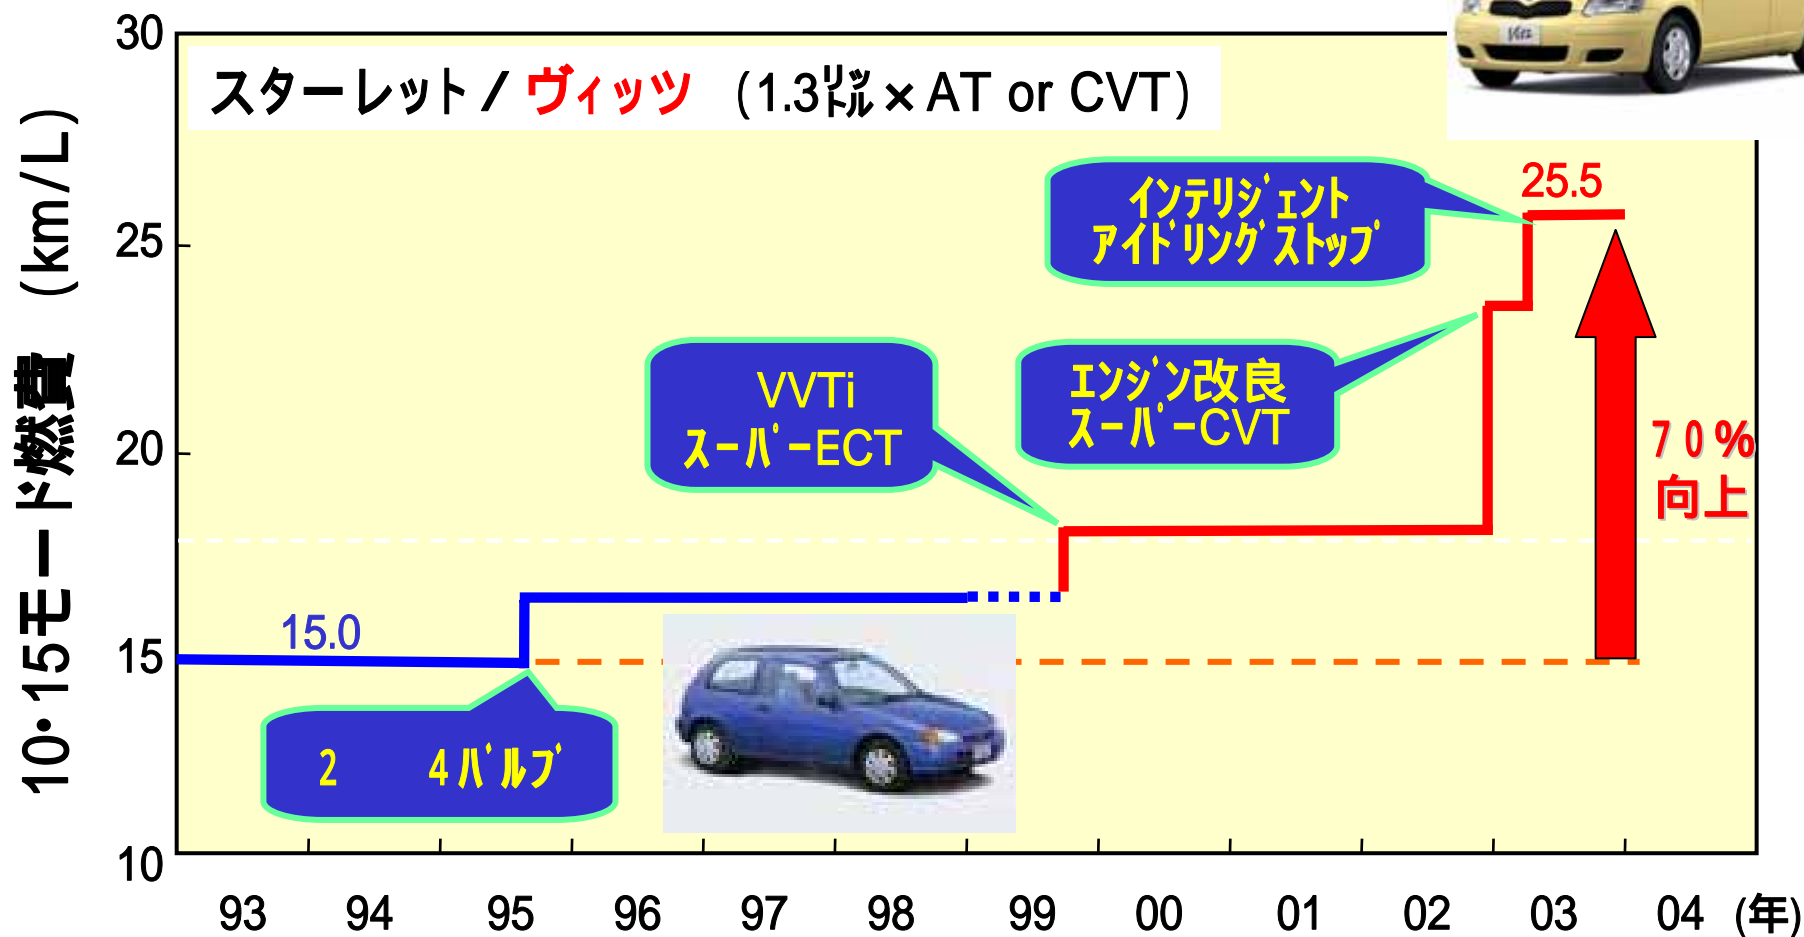 30
スターレット / ヴィッツ (1.3㍑ × AT or CVT)
Vitz
25.5
インテリジェント
アイドリングストップ
25
VVTi
スーパーECT
エンジン改良
スーパーCVT
20
70%
向上
15.0
15
2 4バルブ
10
10・15モード燃費 (km/L)
93 94 95 96 97 98 99 00 01 02 03 04 (年)